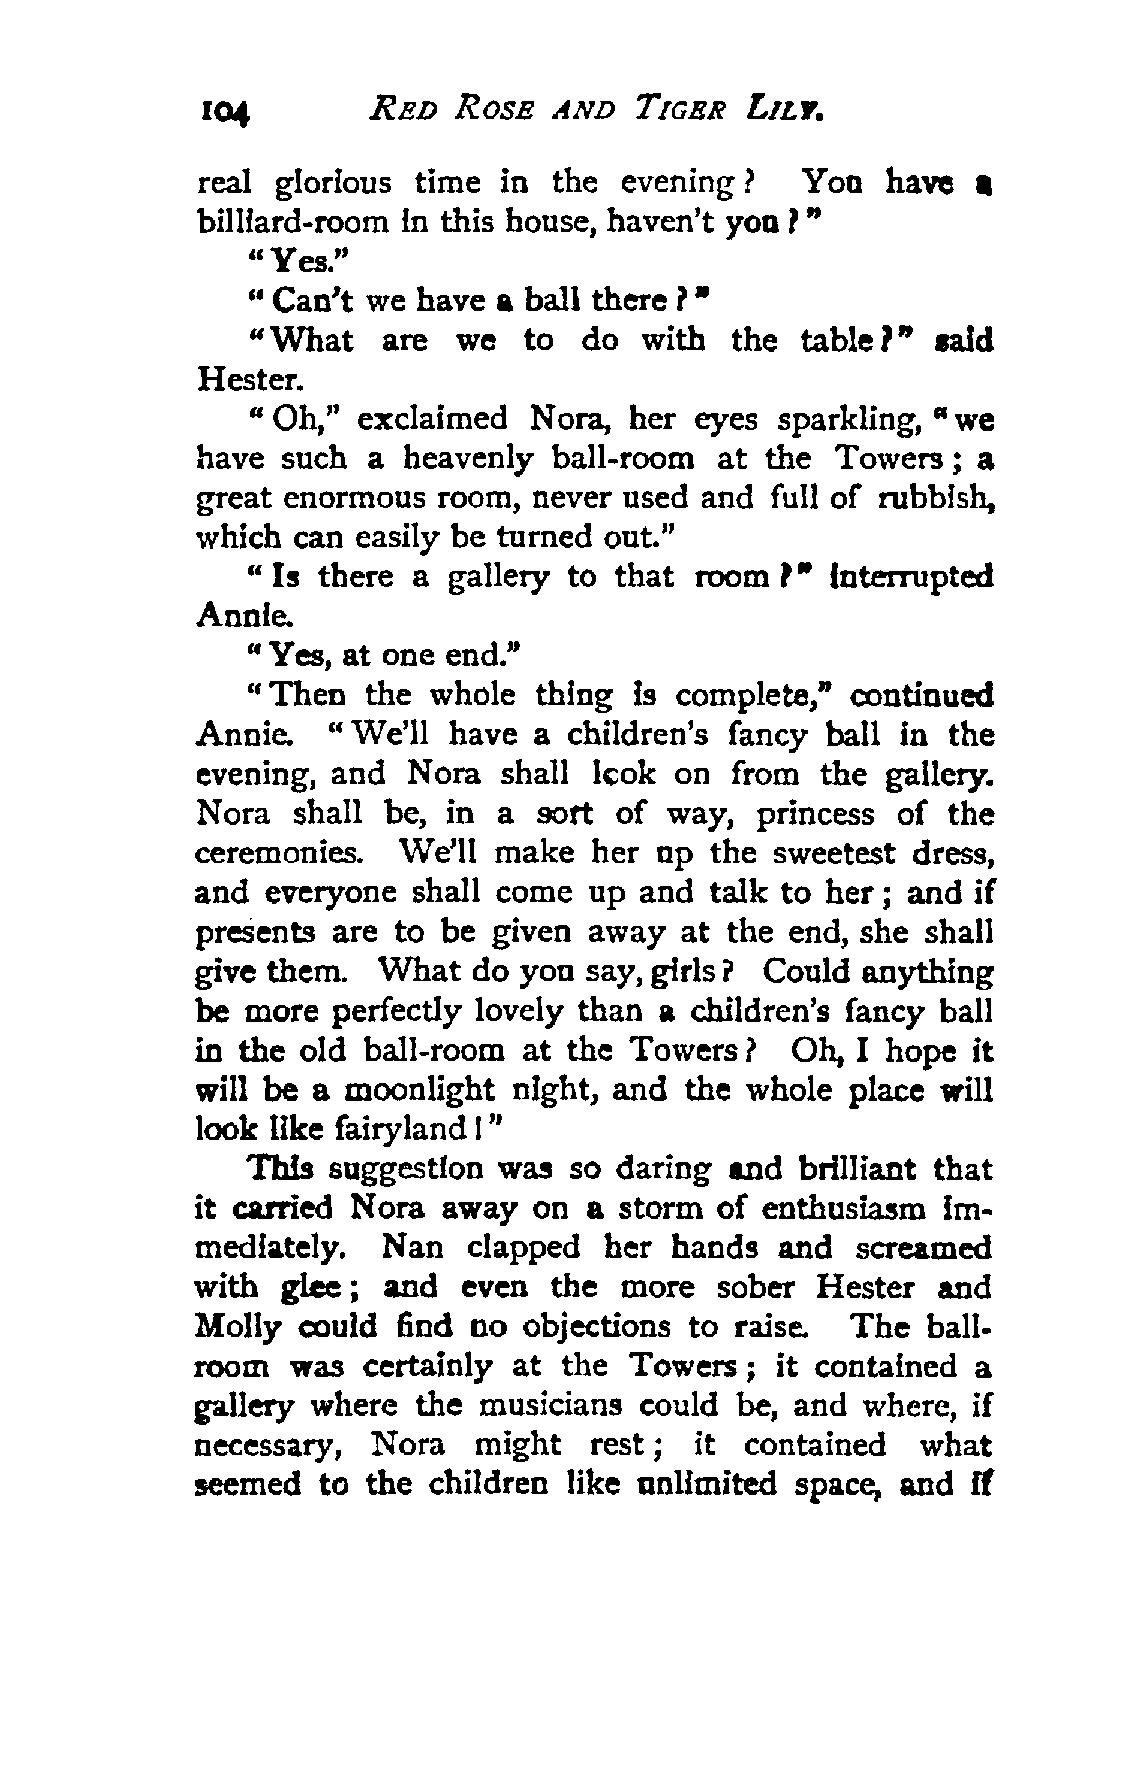 104 RED ROSE AND TIGER LILY.
real glorious time in the evening? You have a
billiard-room in this house, haven't you?"
"Yes."
"Can't we have a ball there?"
"What are we to do with the table?" said
Hester.
"Oh," exclaimed Nora, her eyes sparkling, "we
have such a heavenly ball-room at the Towers; a
great enormous room, never used and full of rubbish,
which can easily be turned out."
"Is there a gallery to that room?" interrupted
Annie.
"Yes, at one end."
"Then the whole thing is complete," continued
Annie. "We'll have a children's fancy ball in the
evening, and Nora shall look on from the gallery.
Nora shall be, in a sort of way, princess of the
ceremonies. We'll make her up the sweetest dress,
and everyone shall come up and talk to her; and if
presents are to be given away at the end, she shall
give them. What do you say, girls? Could anything
be more perfectly lovely than a children's fancy ball
in the old ball-room at the Towers? Oh, I hope it
will be a moonlight night, and the whole place will
look like fairyland!"
This suggestion was so daring and brilliant that
it carried Nora away on a storm of enthusiasm im-
mediately. Nan clapped her hands and screamed
with glee; and even the more sober Hester and
Molly could find no objections to raise. The ball-
room was certainly at the Towers; it contained a
gallery where the musicians could be, and where, if
necessary, Nora might rest; it contained what
seemed to the children like unlimited space, and if